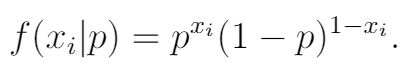 f(x_i|p) = p^{x_i}(1 − p)^{1−x_i}.